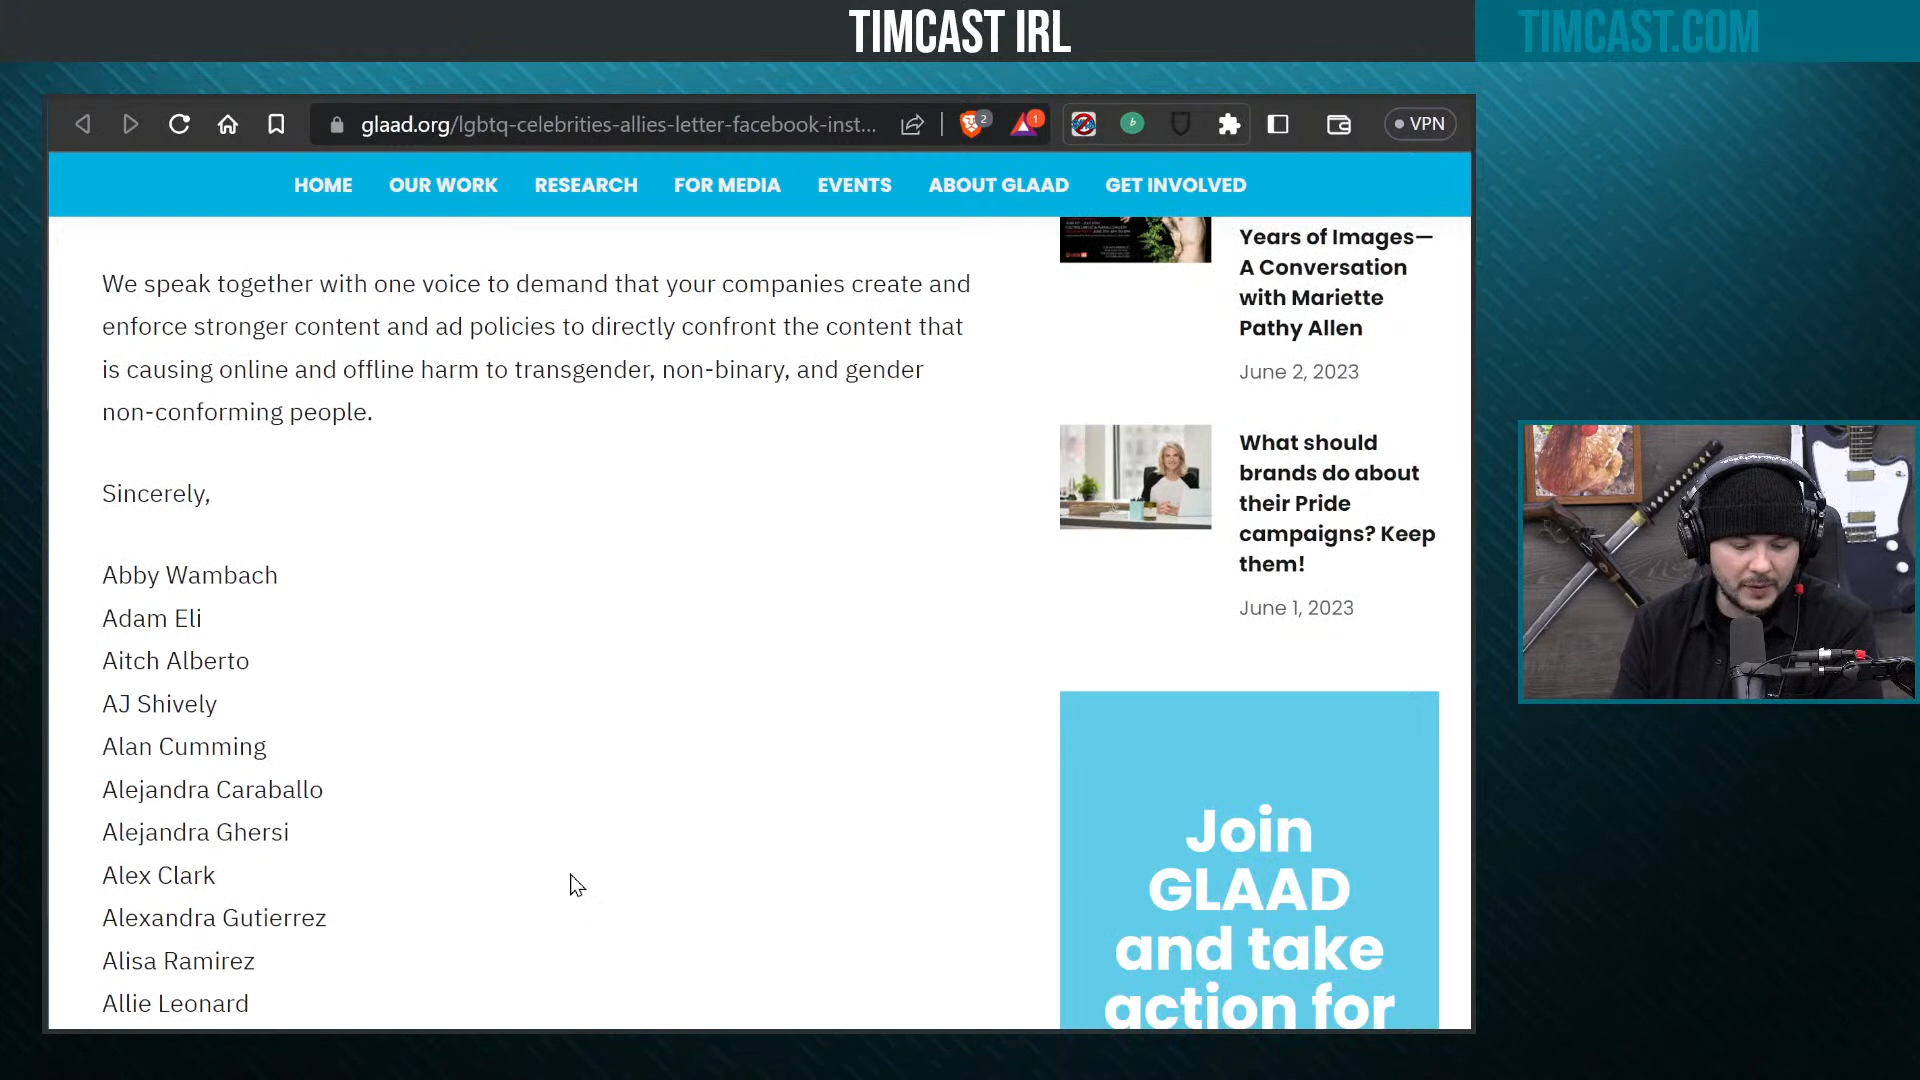 TIMCAST IRL
TIMCAST.COM
glaad.org/lgbtq-celebrities-allies-letter-facebook-inst...
2
1
b
VPN
HOME OUR WORK RESEARCH FOR MEDIA EVENTS ABOUT GLAAD GET INVOLVED
We speak together with one voice to demand that your companies create and
enforce stronger content and ad policies to directly confront the content that
is causing online and offline harm to transgender, non-binary, and gender
non-conforming people.
Sincerely,
Abby Wambach
Adam Eli
Aitch Alberto
AJ Shively
Alan Cumming
Alejandra Caraballo
Alejandra Ghersi
Alex Clark
Alexandra Gutierrez
Alisa Ramirez
Allie Leonard
Years of Images—
A Conversation
with Mariette
Pathy Allen
June 2, 2023
What should
brands do about
their Pride
campaigns? Keep
them!
June 1, 2023
Join
GLAAD
and take
action for